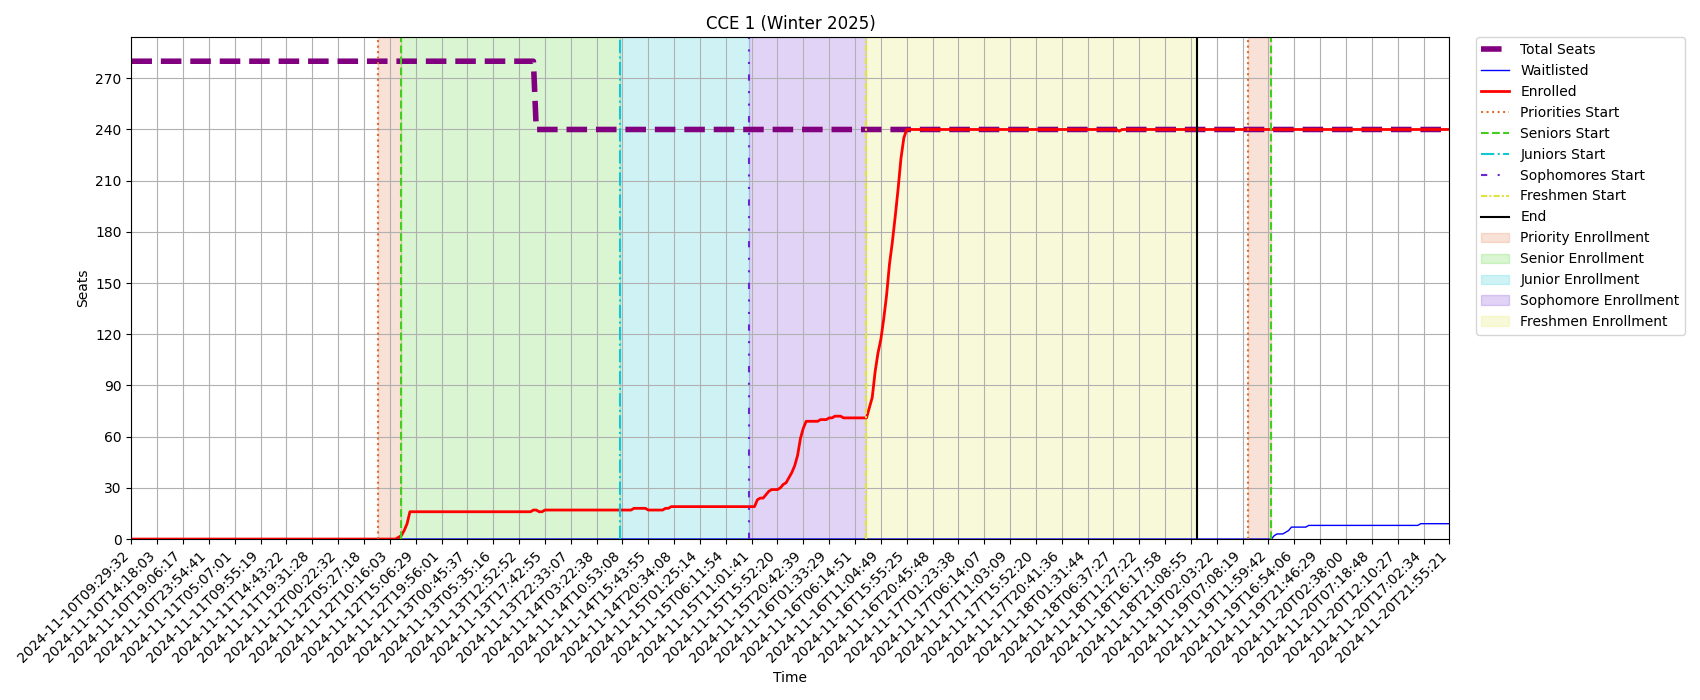 CCE 1 (Winter 2025)
Seats
270
240
210
180
150
120
90
60
30
0
2024-11-10T09:29:32
2024-11-10T14:18:03
2024-11-10T19:06:17
2024-11-10T23:54:41
2024-11-11T05:07:01
2024-11-11T09:55:19
2024-11-11T14:43:22
2024-11-11T19:31:28
2024-11-12T00:22:32
2024-11-12T05:27:18
2024-11-12T10:16:03
2024-11-12T15:06:29
2024-11-12T19:56:01
2024-11-13T00:45:37
2024-11-13T05:35:16
2024-11-13T12:52:52
2024-11-13T17:42:55
2024-11-13T22:33:07
2024-11-14T03:22:38
2024-11-14T10:53:08
2024-11-14T15:43:55
2024-11-14T20:34:08
2024-11-15T01:25:14
2024-11-15T06:11:54
2024-11-15T11:01:41
2024-11-15T15:52:20
2024-11-15T20:42:39
2024-11-16T01:33:29
2024-11-16T06:14:51
2024-11-16T11:04:49
2024-11-16T15:55:25
2024-11-16T20:45:48
2024-11-17T01:23:38
2024-11-17T06:14:07
2024-11-17T11:03:09
2024-11-17T15:52:20
2024-11-17T20:41:36
2024-11-18T01:31:44
2024-11-18T06:37:27
2024-11-18T11:27:22
2024-11-18T16:17:58
2024-11-18T21:08:55
2024-11-19T02:03:22
2024-11-19T07:08:19
2024-11-19T11:59:42
2024-11-19T16:54:06
2024-11-19T21:46:29
2024-11-20T02:38:00
2024-11-20T07:18:48
2024-11-20T12:10:27
2024-11-20T17:02:34
2024-11-20T21:55:21
Time
Total Seats
Waitlisted
Enrolled
Priorities Start
Seniors Start
Juniors Start
Sophomores Start
Freshmen Start
End
Priority Enrollment
Senior Enrollment
Junior Enrollment
Sophomore Enrollment
Freshmen Enrollment